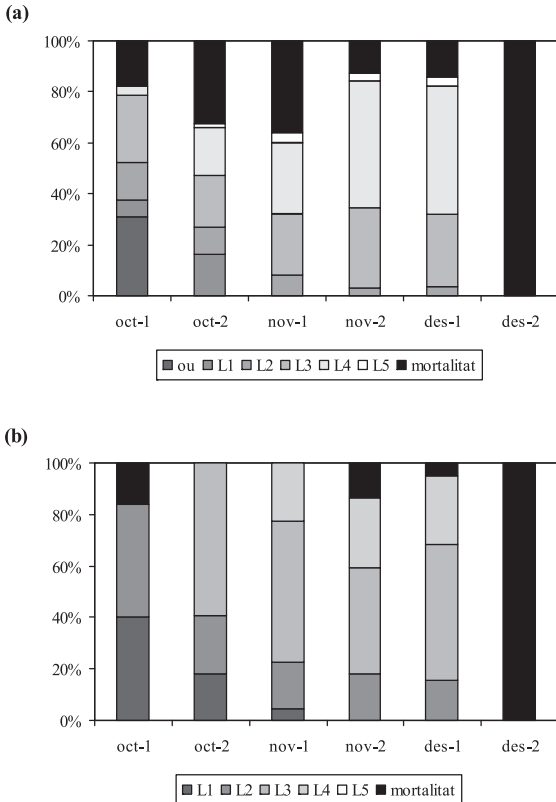 (a)
100%
80%
60%
40%
20%
0%
oct-1 oct-2 nov-1 nov-2 des-1 des-2
ou L1 L2 L3 L4 L5 mortalitat
(b)
100%
80%
60%
40%
20%
0%
oct-1 oct-2 nov-1 nov-2 des-1 des-2
L1 L2 L3 L4 L5 mortalitat